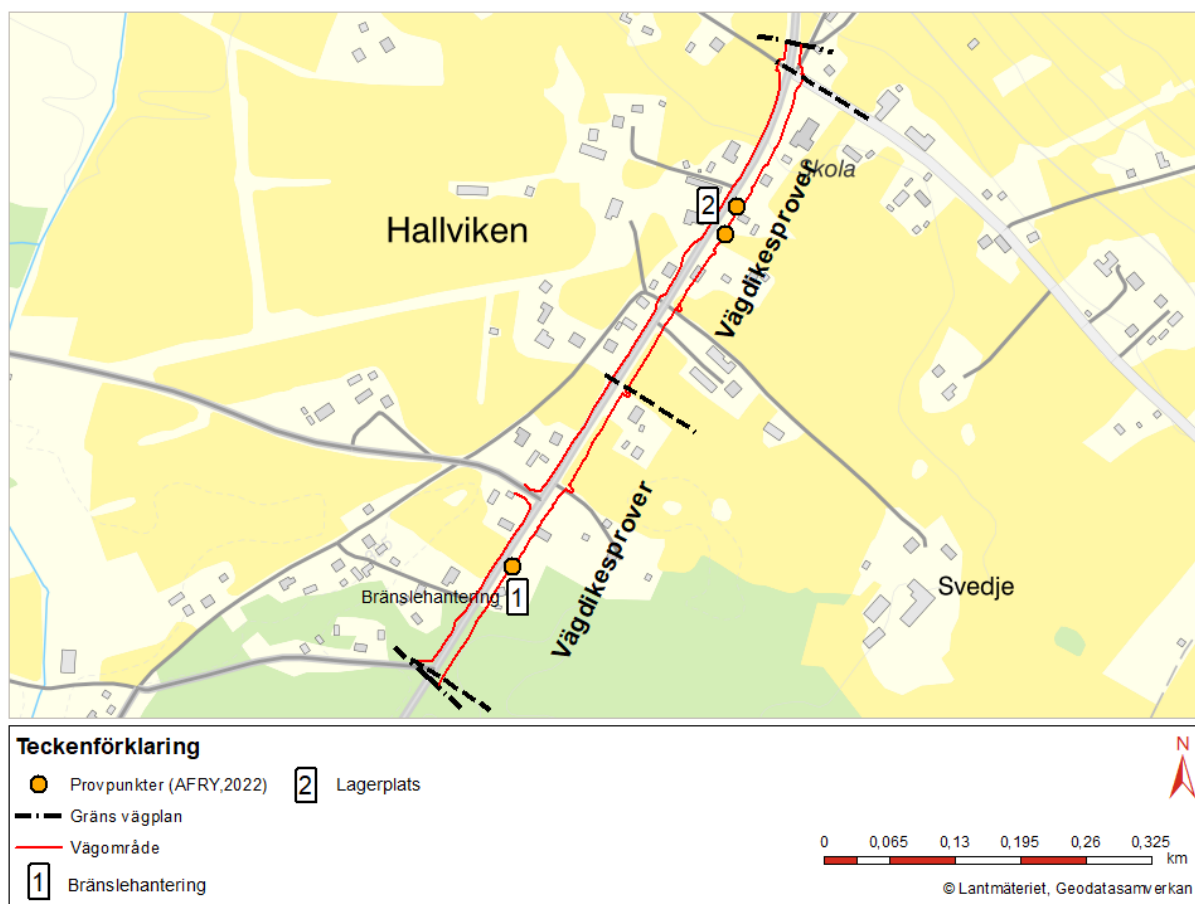 Skola
2
Hallviken
Vägdikesprover
Vägdikesprover
Svedje
Bränslehantering
1
Teckenförklaring
N
Provpunkter (AFRY,2022)
2 Lagerplats
Gräns vägplan
Vägområde
1 Bränslehantering
0 0,065 0,13 0,195 0,26 0,325
km
© Lantmäteriet, Geodatasamverkan